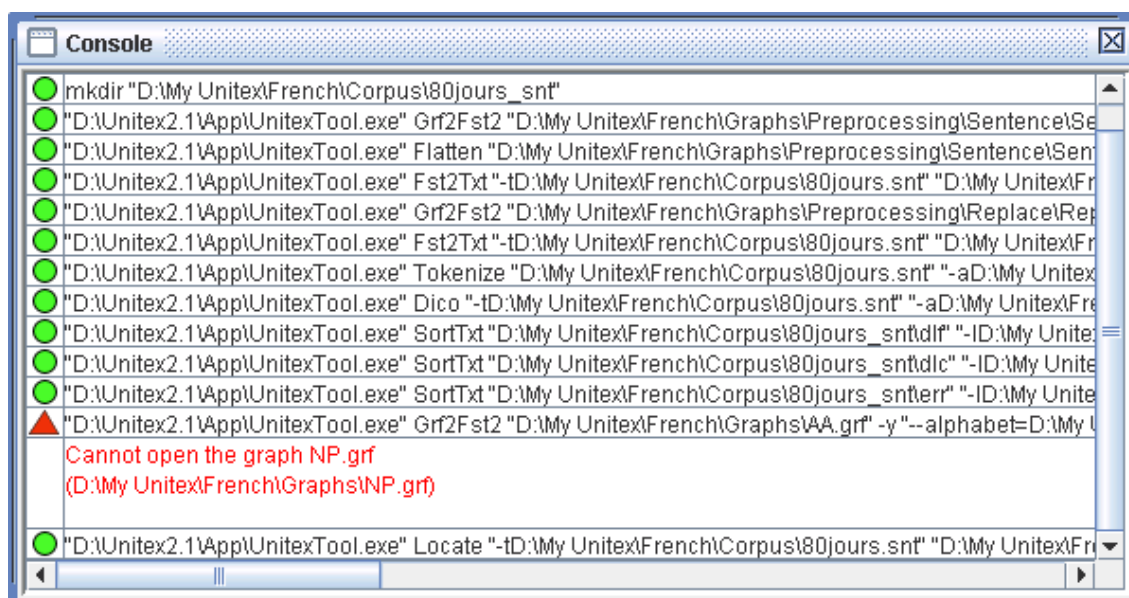 Console
mkdir "D:\My Unitex\French\Corpus\80jours_snt"
"D:\Unitex2.1\App\UnitexTool.exe" Grf2Fst2 "D:\My Unitex\French\Graphs\Preprocessing\Sentence\Se
"D:\Unitex2.1\App\UnitexTool.exe" Flatten "D:\My Unitex\French\Graphs\Preprocessing\Sentence\Sen
"D:\Unitex2.1\App\UnitexTool.exe" Fst2Txt "-tD:\My Unitex\French\Corpus\80jours.snt" "D:\My Unitex\Fr
"D:\Unitex2.1\App\UnitexTool.exe" Grf2Fst2 "D:\My Unitex\French\Graphs\Preprocessing\Replace\Rep
"D:\Unitex2.1\App\UnitexTool.exe" Fst2Txt "-tD:\My Unitex\French\Corpus\80jours.snt" "D:\My Unitex\Fr
"D:\Unitex2.1\App\UnitexTool.exe" Tokenize "D:\My Unitex\French\Corpus\80jours.snt" "-aD:\My Unitex
"D:\Unitex2.1\App\UnitexTool.exe" Dico "-tD:\My Unitex\French\Corpus\80jours.snt" "-aD:\My Unitex\Fre
"D:\Unitex2.1\App\UnitexTool.exe" SortTxt "D:\My Unitex\French\Corpus\80jours_snt\dlf" "-lD:\My Unitex
"D:\Unitex2.1\App\UnitexTool.exe" SortTxt "D:\My Unitex\French\Corpus\80jours_snt\dlc" "-lD:\My Unite
"D:\Unitex2.1\App\UnitexTool.exe" SortTxt "D:\My Unitex\French\Corpus\80jours_snt\err" "-lD:\My Unite
"D:\Unitex2.1\App\UnitexTool.exe" Grf2Fst2 "D:\My Unitex\French\Graphs\AA.grf" -y "--alphabet=D:\My U
Cannot open the graph NP.grf
(D:\My Unitex\French\Graphs\NP.grf)
"D:\Unitex2.1\App\UnitexTool.exe" Locate "-tD:\My Unitex\French\Corpus\80jours.snt" "D:\My Unitex\Fr